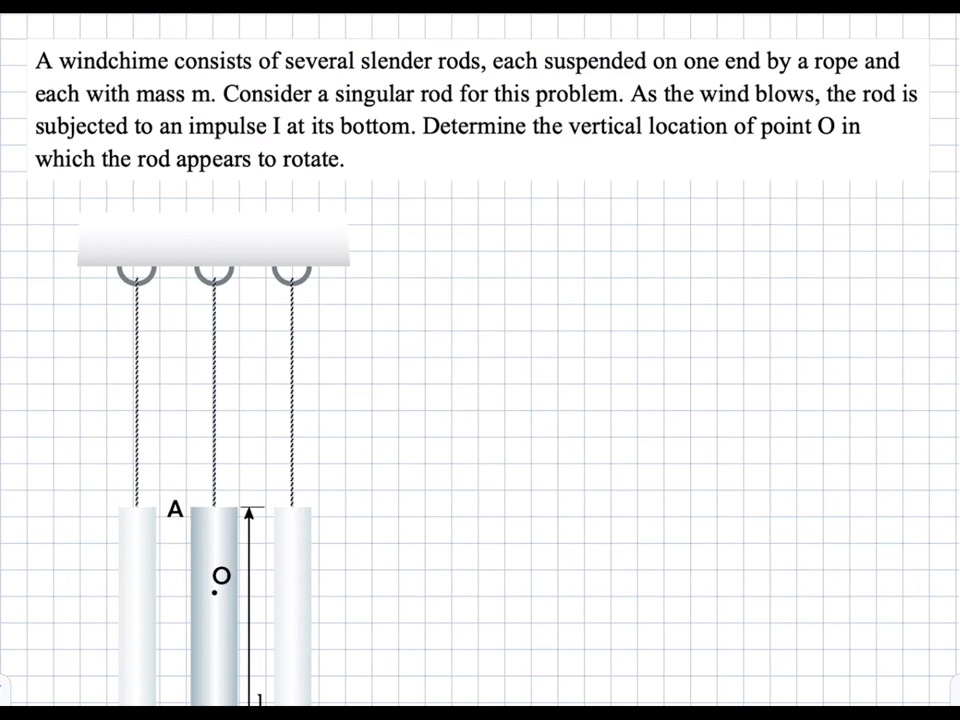 A windchime consists of several slender rods, each suspended on one end by a rope and
each with mass m. Consider a singular rod for this problem. As the wind blows, the rod is
subjected to an impulse I at its bottom. Determine the vertical location of point O in
which the rod appears to rotate.
A
O